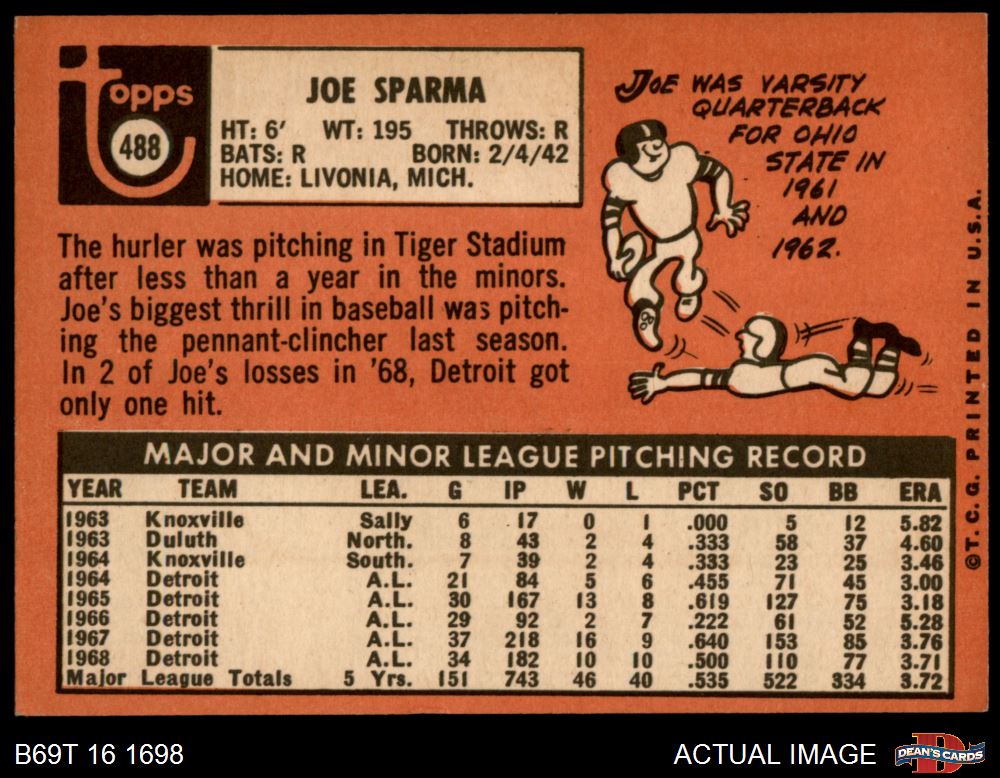 topps
488
JOE SPARMA
HT: 6' WT: 195 THROWS: R
BATS: R BORN: 2/4/42
HOME: LIVONIA, MICH.
JOE WAS VARSITY
QUARTERBACK
FOR OHIO
STATE IN
1961
AND
1962.
The hurler was pitching in Tiger Stadium
after less than a year in the minors.
Joe's biggest thrill in baseball was pitch-
ing the pennant-clincher last season.
In 2 of Joe's losses in '68, Detroit got
only one hit.
MAJOR AND MINOR LEAGUE PITCHING RECORD
YEAR TEAM LEA. G IP W L PCT SO BB ERA
1963 Knoxville Sally 6 17 0 1 .000 5 12 5.82
1963 Duluth North. 8 43 2 4 .333 58 37 4.60
1964 Knoxville South. 7 39 2 4 .333 23 25 3.46
1964 Detroit A.L. 21 84 5 6 .455 71 45 3.00
1965 Detroit A.L. 30 167 13 8 .619 127 75 3.18
1966 Detroit A.L. 29 92 2 7 .222 61 52 5.28
1967 Detroit A.L. 37 218 16 9 .640 153 85 3.76
1968 Detroit A.L. 34 182 10 10 .500 110 77 3.71
Major League Totals 5 Yrs. 151 743 46 40 .535 522 334 3.72
©T. C. G. PRINTED IN U.S.A.
B69T 16 1698
ACTUAL IMAGE
DEAN'S CARDS